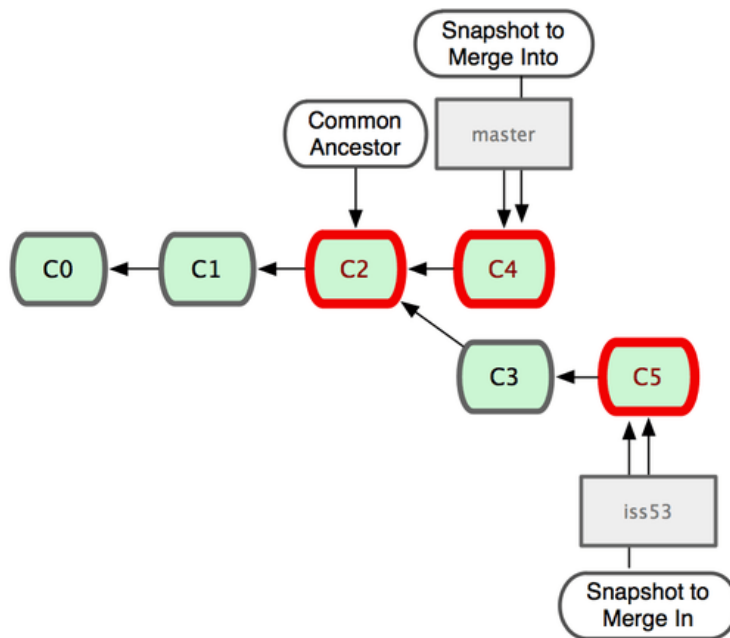 Snapshot to
Merge Into
Common
Ancestor
master
C0
C1
C2
C4
C3
C5
iss53
Snapshot to
Merge In